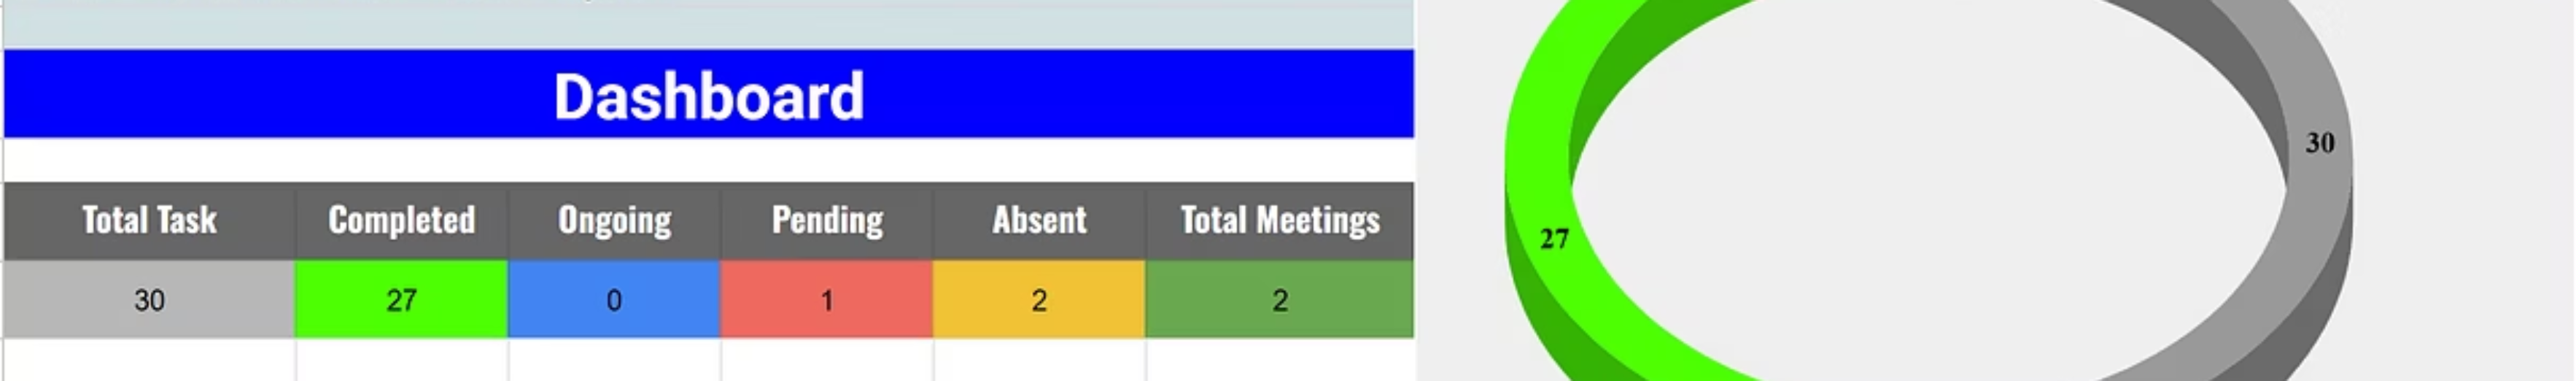 Dashboard
Total Task Completed Ongoing Pending Absent Total Meetings
30 27 0 1 2 2
30
27